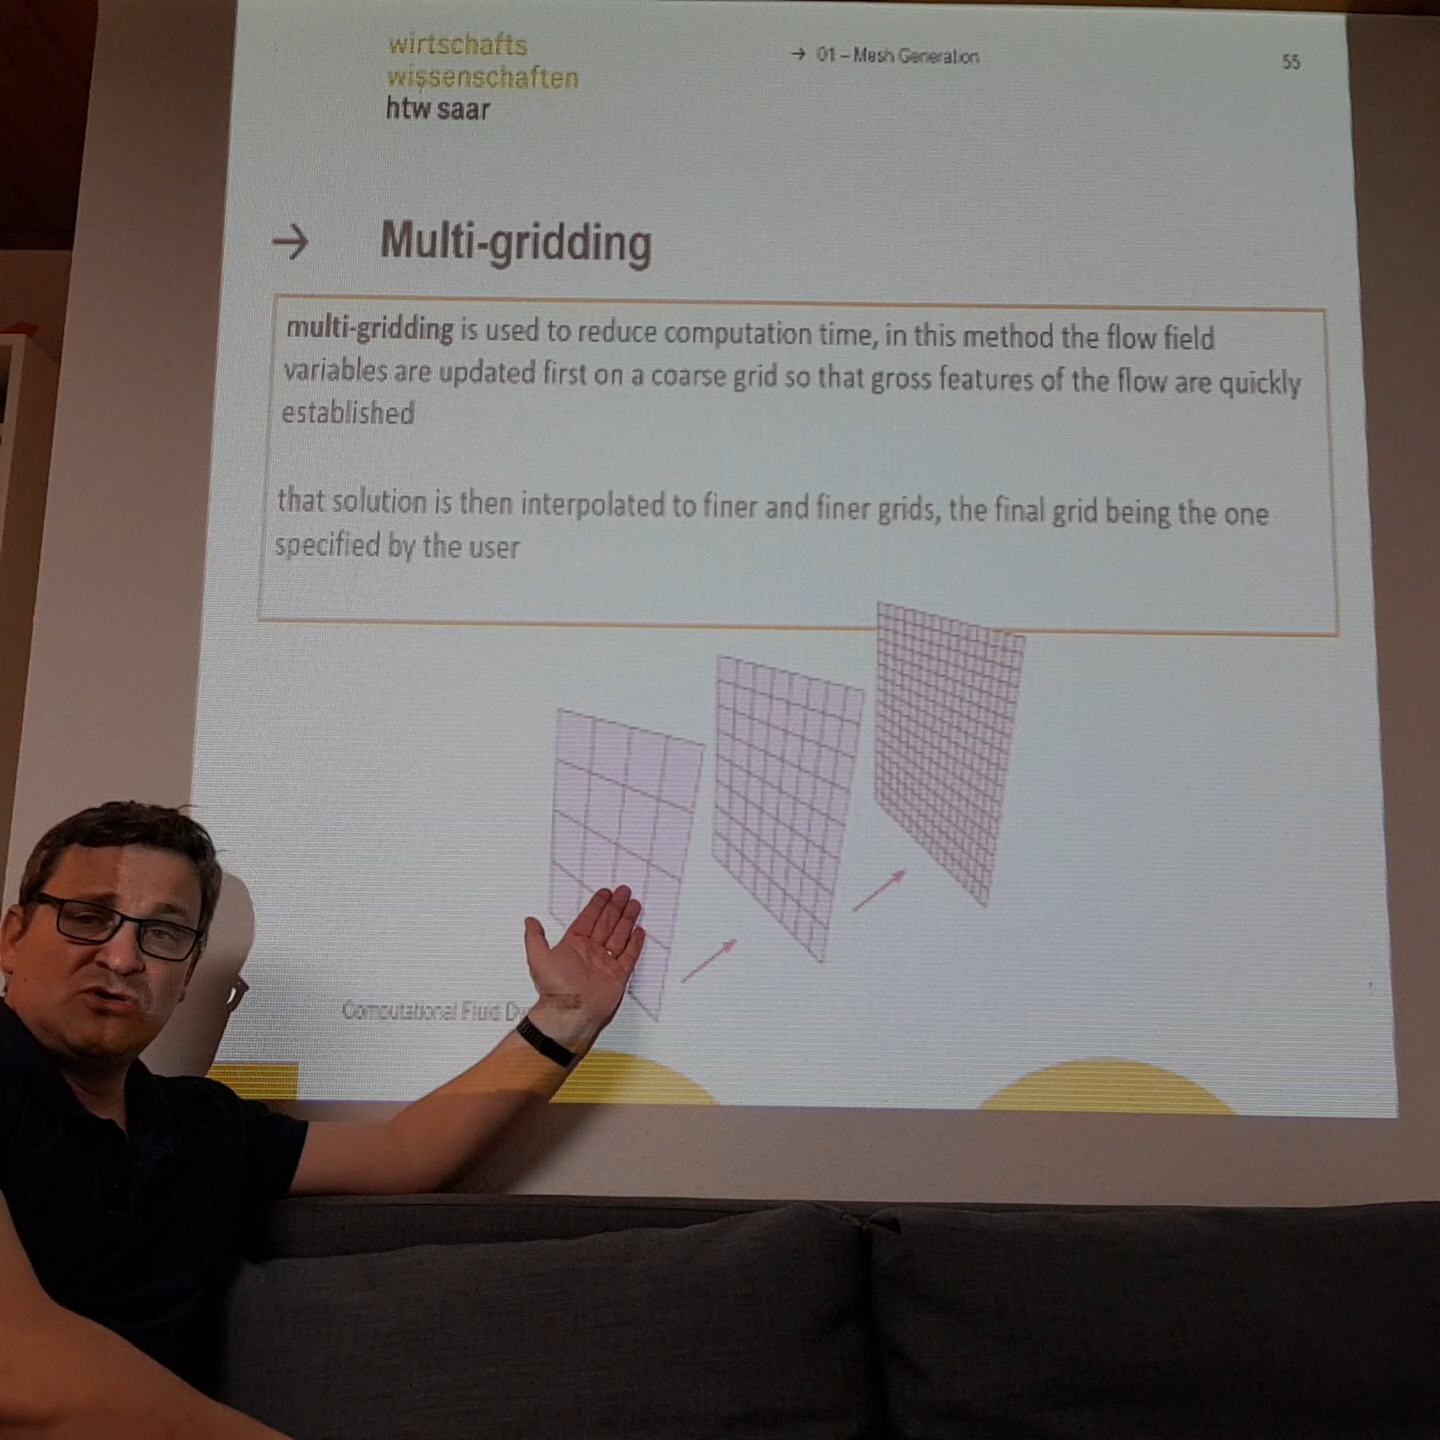 wirtschafts
wissenschaften
htw saar
→ 01 – Mesh Generation
55
→ Multi-gridding
multi-gridding is used to reduce computation time, in this method the flow field
variables are updated first on a coarse grid so that gross features of the flow are quickly
established
that solution is then interpolated to finer and finer grids, the final grid being the one
specified by the user
Computational Fluid